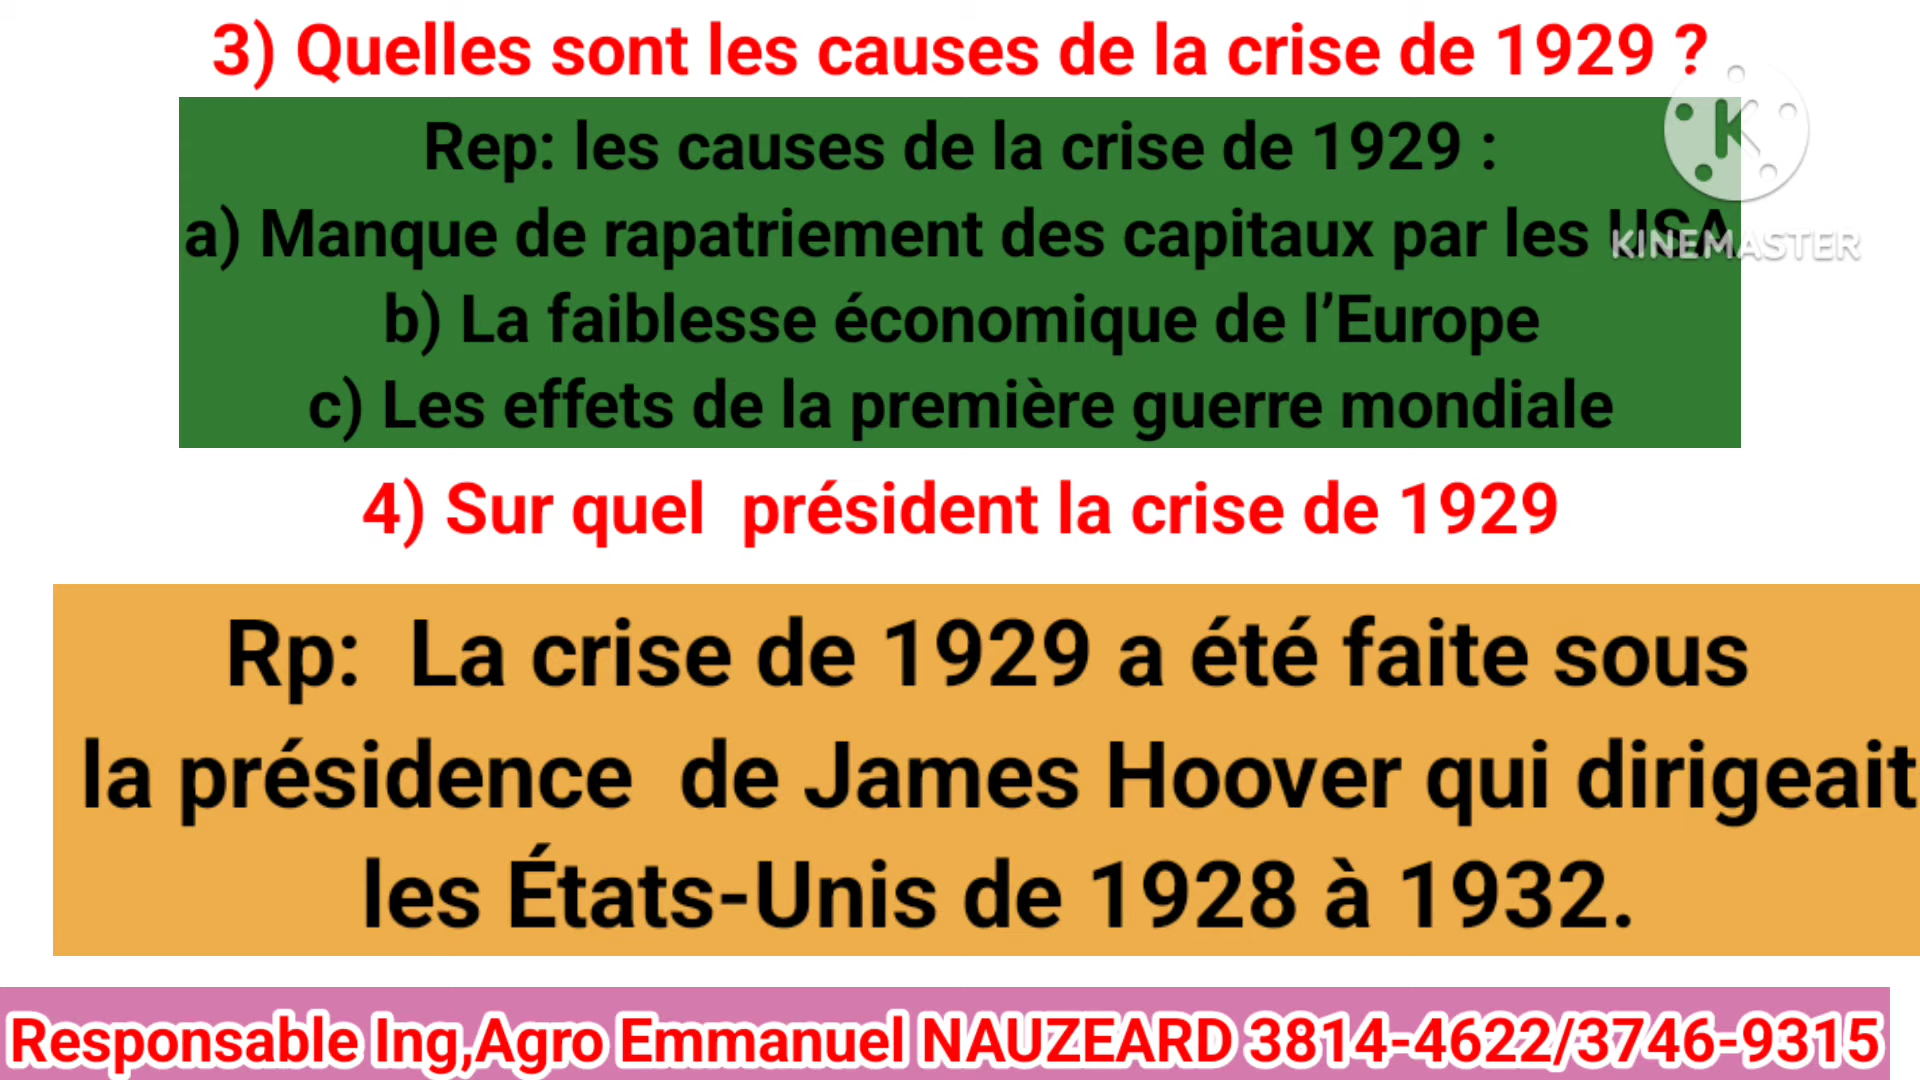 3) Quelles sont les causes de la crise de 1929 ?
Rep: les causes de la crise de 1929 :
a) Manque de rapatriement des capitaux par les USA
b) La faiblesse économique de l’Europe
c) Les effets de la première guerre mondiale
4) Sur quel  président la crise de 1929
Rp:  La crise de 1929 a été faite sous
la présidence  de James Hoover qui dirigeait
les États-Unis de 1928 à 1932.
Responsable Ing,Agro Emmanuel NAUZEARD 3814-4622/3746-9315
K
KINEMASTER